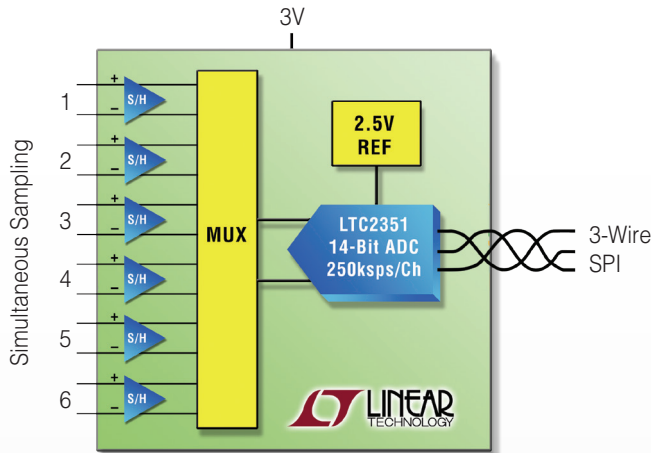 3V
Simultaneous Sampling
1
+
−
S/H
2
+
−
S/H
3
+
−
S/H
4
+
−
S/H
5
+
−
S/H
6
+
−
S/H
MUX
2.5V
REF
LTC2351
14-Bit ADC
250ksps/Ch
3-Wire
SPI
LINEAR
TECHNOLOGY